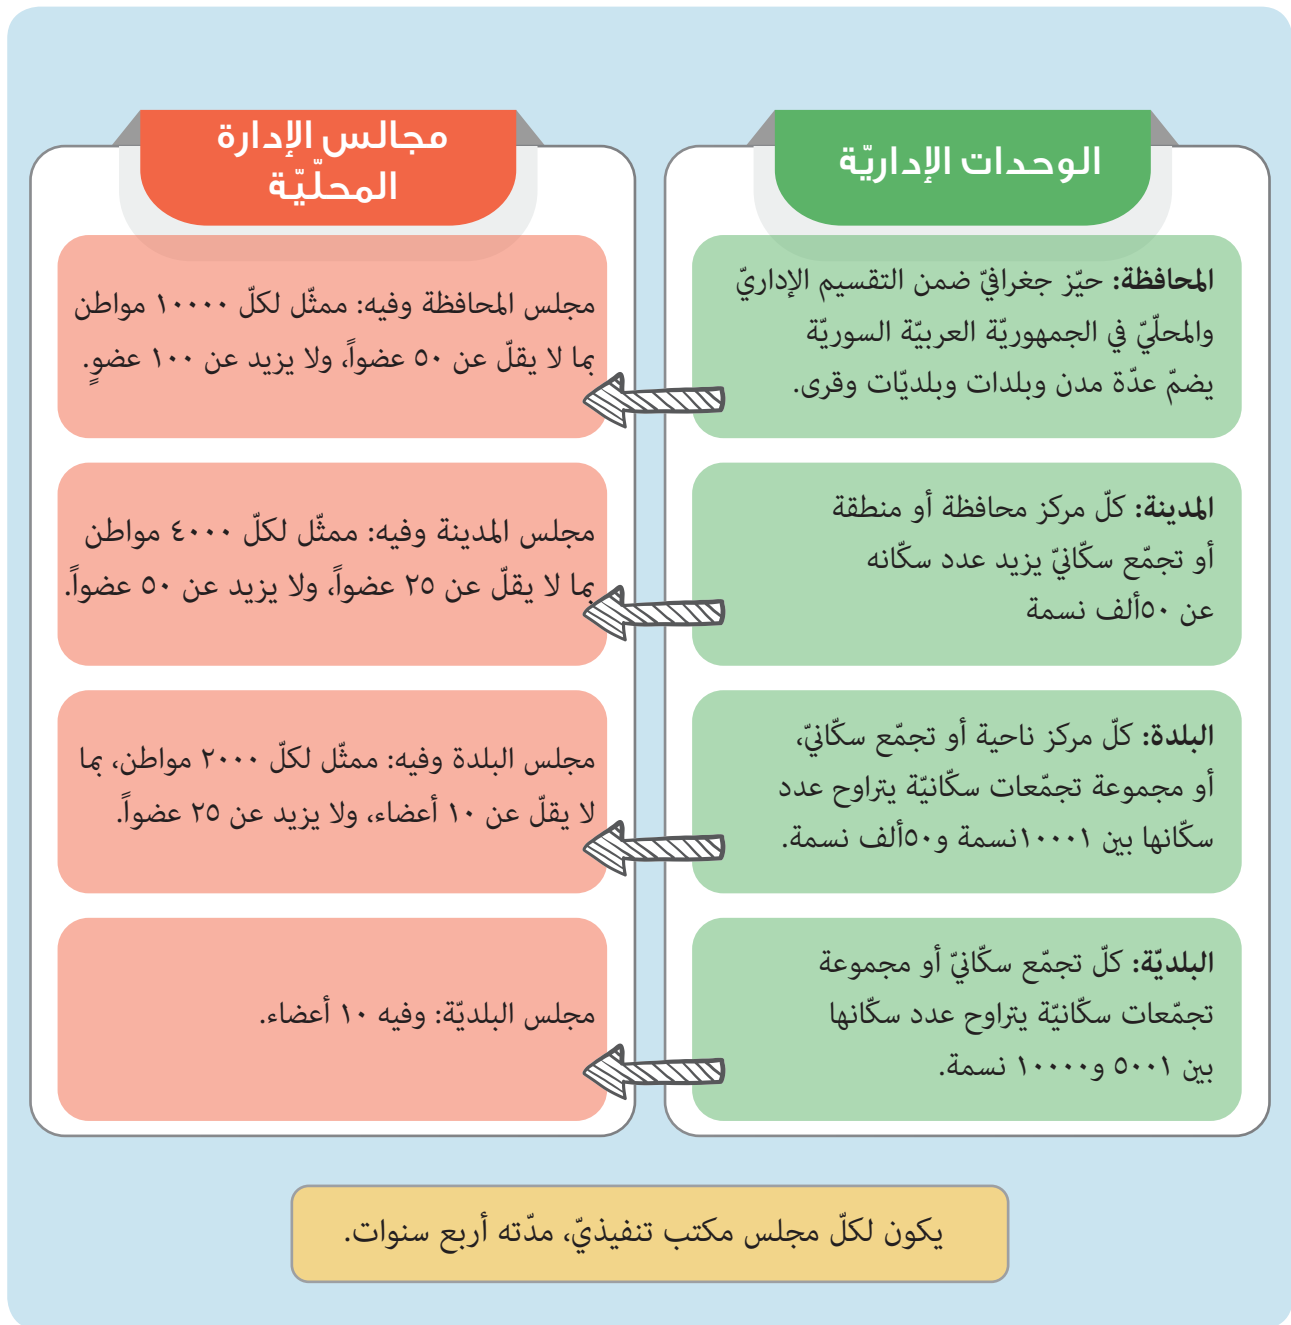 الوحدات الإداريّة
المحافظة: حيّز جغرافيّ ضمن التقسيم الإداريّ
والمحلّيّ في الجمهوريّة العربيّة السوريّة
يضمّ عدّة مدن وبلدات وبلديّات وقرى.
المدينة: كلّ مركز محافظة أو منطقة
أو تجمّع سكّانيّ يزيد عدد سكّانه
عن ٥٠ألف نسمة
البلدة: كلّ مركز ناحية أو تجمّع سكّانيّ،
أو مجموعة تجمّعات سكّانيّة يتراوح عدد
سكّانها بين ١٠٠٠١نسمة و٥٠ألف نسمة.
البلديّة: كلّ تجمّع سكّانيّ أو مجموعة
تجمّعات سكّانيّة يتراوح عدد سكّانها
بين ٥٠٠١ و١٠٠٠٠ نسمة.
مجالس الإدارة
المحلّيّة
مجلس المحافظة وفيه: ممثّل لكلّ ١٠٠٠٠ مواطن
بما لا يقلّ عن ٥٠ عضواً، ولا يزيد عن ١٠٠ عضوٍ.
مجلس المدينة وفيه: ممثّل لكلّ ٤٠٠٠ مواطن
بما لا يقلّ عن ٢٥ عضواً، ولا يزيد عن ٥٠ عضواً.
مجلس البلدة وفيه: ممثّل لكلّ ٢٠٠٠ مواطن، بما
لا يقلّ عن ١٠ أعضاء، ولا يزيد عن ٢٥ عضواً.
مجلس البلديّة: وفيه ١٠ أعضاء.
يكون لكلّ مجلس مكتب تنفيذيّ، مدّته أربع سنوات.